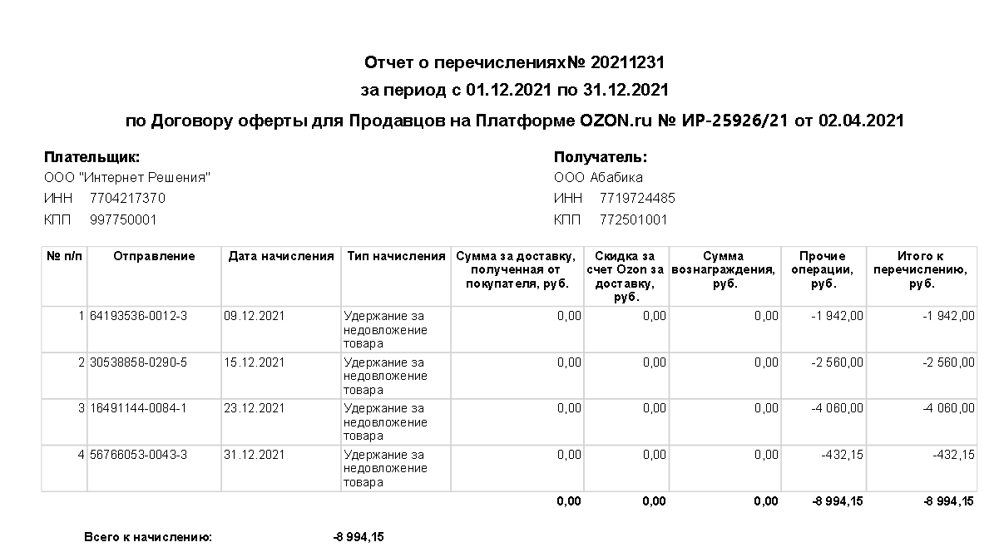 Отчет о перечислениях№ 20211231
за период с 01.12.2021 по 31.12.2021
по Договору оферты для Продавцов на Платформе OZON.ru № ИР-25926/21 от 02.04.2021
Плательщик: Получатель:
ООО "Интернет Решения" ООО Абабика
ИНН 7704217370 ИНН 7719724485
КПП 997750001 КПП 772501001
№ п/п Отправление Дата начисления Тип начисления Сумма за доставку, Скидка за Сумма Прочие Итого к
полученная от счет Ozon за вознаграждения, операции, перечислению,
покупателя, руб. доставку, руб. руб. руб.
руб.
1 64193536-0012-3 09.12.2021 Удержание за 0,00 0,00 0,00 -1 942,00 -1 942,00
недовложение
товара
2 30538858-0290-5 15.12.2021 Удержание за 0,00 0,00 0,00 -2 560,00 -2 560,00
недовложение
товара
3 16491144-0084-1 23.12.2021 Удержание за 0,00 0,00 0,00 -4 060,00 -4 060,00
недовложение
товара
4 56766053-0043-3 31.12.2021 Удержание за 0,00 0,00 0,00 -432,15 -432,15
недовложение
товара
0,00 0,00 0,00 -8 994,15 -8 994,15
Всего к начислению: -8 994,15